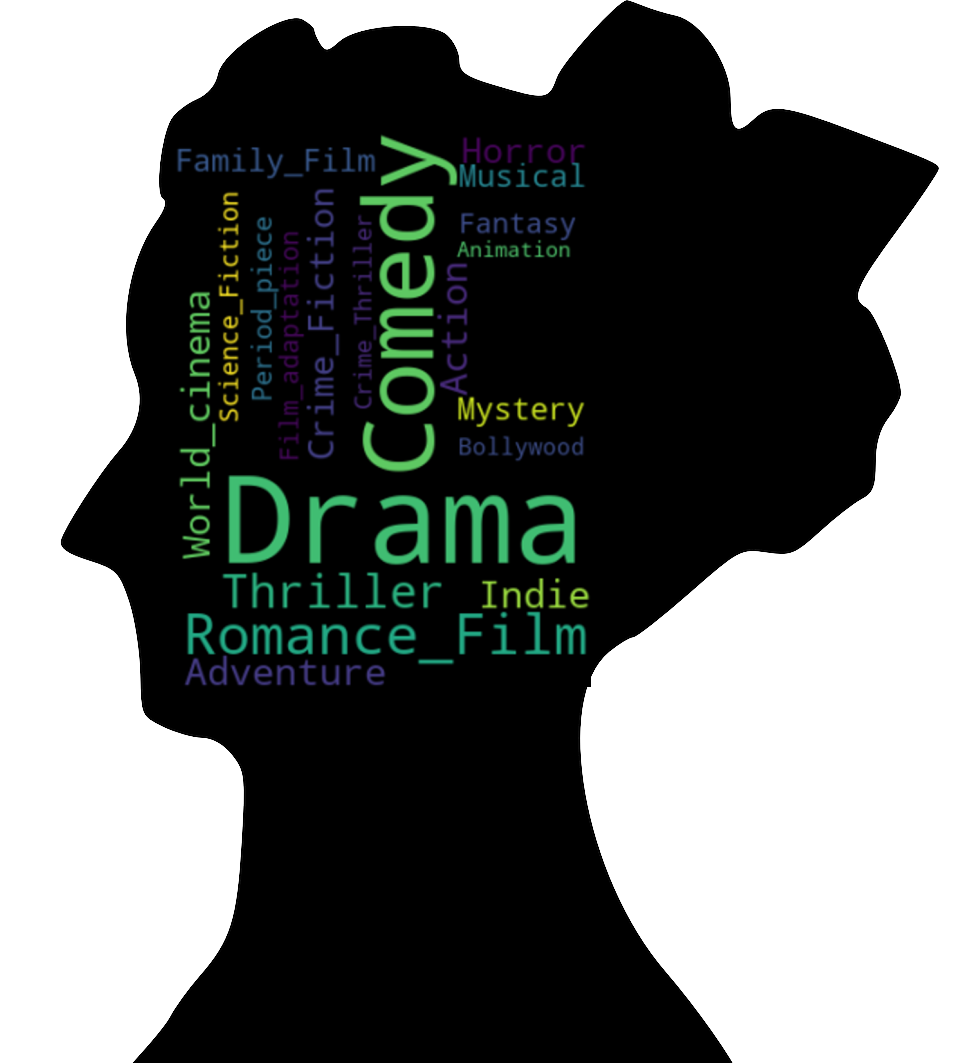 Family_Film
Horror
Musical
Fantasy
Animation
World_cinema
Science_Fiction
Period_piece
Film_adaptation
Crime_Fiction
Crime_Thriller
Comedy
Action
Mystery
Bollywood
Drama
Thriller
Indie
Romance_Film
Adventure